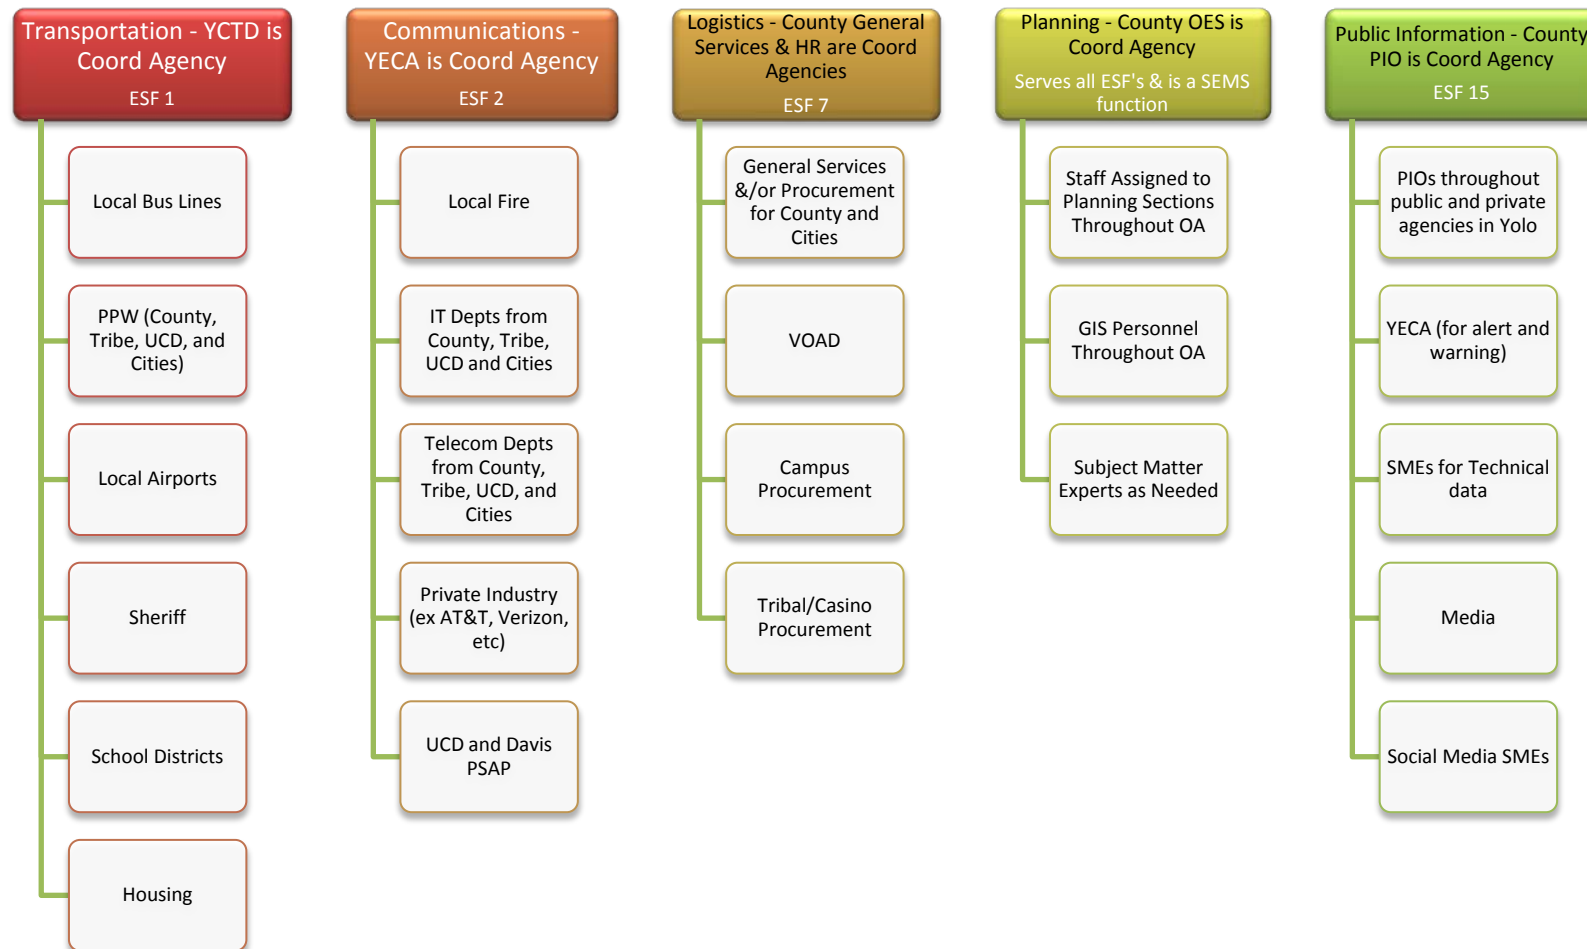 Transportation - YCTD is
Coord Agency
ESF 1
Local Bus Lines
PPW (County,
Tribe, UCD, and
Cities)
Local Airports
Sheriff
School Districts
Housing
Communications -
YECA is Coord Agency
ESF 2
Local Fire
IT Depts from
County, Tribe,
UCD and Cities
Telecom Depts
from County,
Tribe, UCD, and
Cities
Private Industry
(ex AT&T, Verizon,
etc)
UCD and Davis
PSAP
Logistics - County General
Services & HR are Coord
Agencies
ESF 7
General Services
&/or Procurement
for County and
Cities
VOAD
Campus
Procurement
Tribal/Casino
Procurement
Planning - County OES is
Coord Agency
Serves all ESF's & is a SEMS
function
Staff Assigned to
Planning Sections
Throughout OA
GIS Personnel
Throughout OA
Subject Matter
Experts as Needed
Public Information - County
PIO is Coord Agency
ESF 15
PIOs throughout
public and private
agencies in Yolo
YECA (for alert and
warning)
SMEs for Technical
data
Media
Social Media SMEs